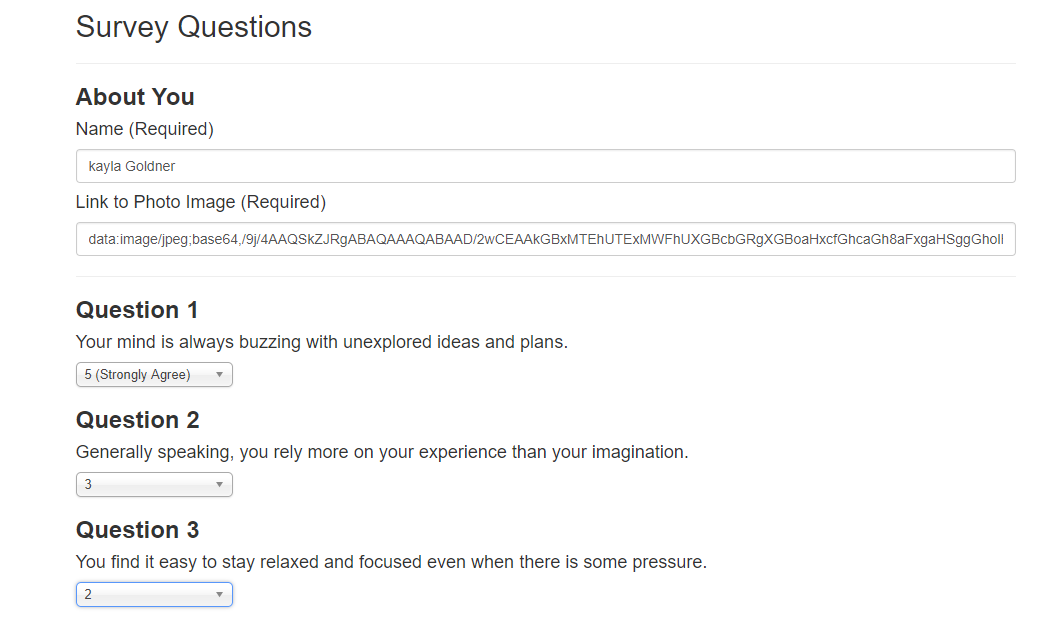 Survey Questions
About You
Name (Required)
kayla Goldner
Link to Photo Image (Required)
data:image/jpeg;base64,/9j/4AAQSkZJRgABAQAAAQABAAD/2wCEAAkGBxMTEhUTExMWFhUXGBcbGRgXGBoaHxcfGhcaGh8aFxgaHSggGholl
Question 1
Your mind is always buzzing with unexplored ideas and plans.
5 (Strongly Agree)
Question 2
Generally speaking, you rely more on your experience than your imagination.
3
Question 3
You find it easy to stay relaxed and focused even when there is some pressure.
2